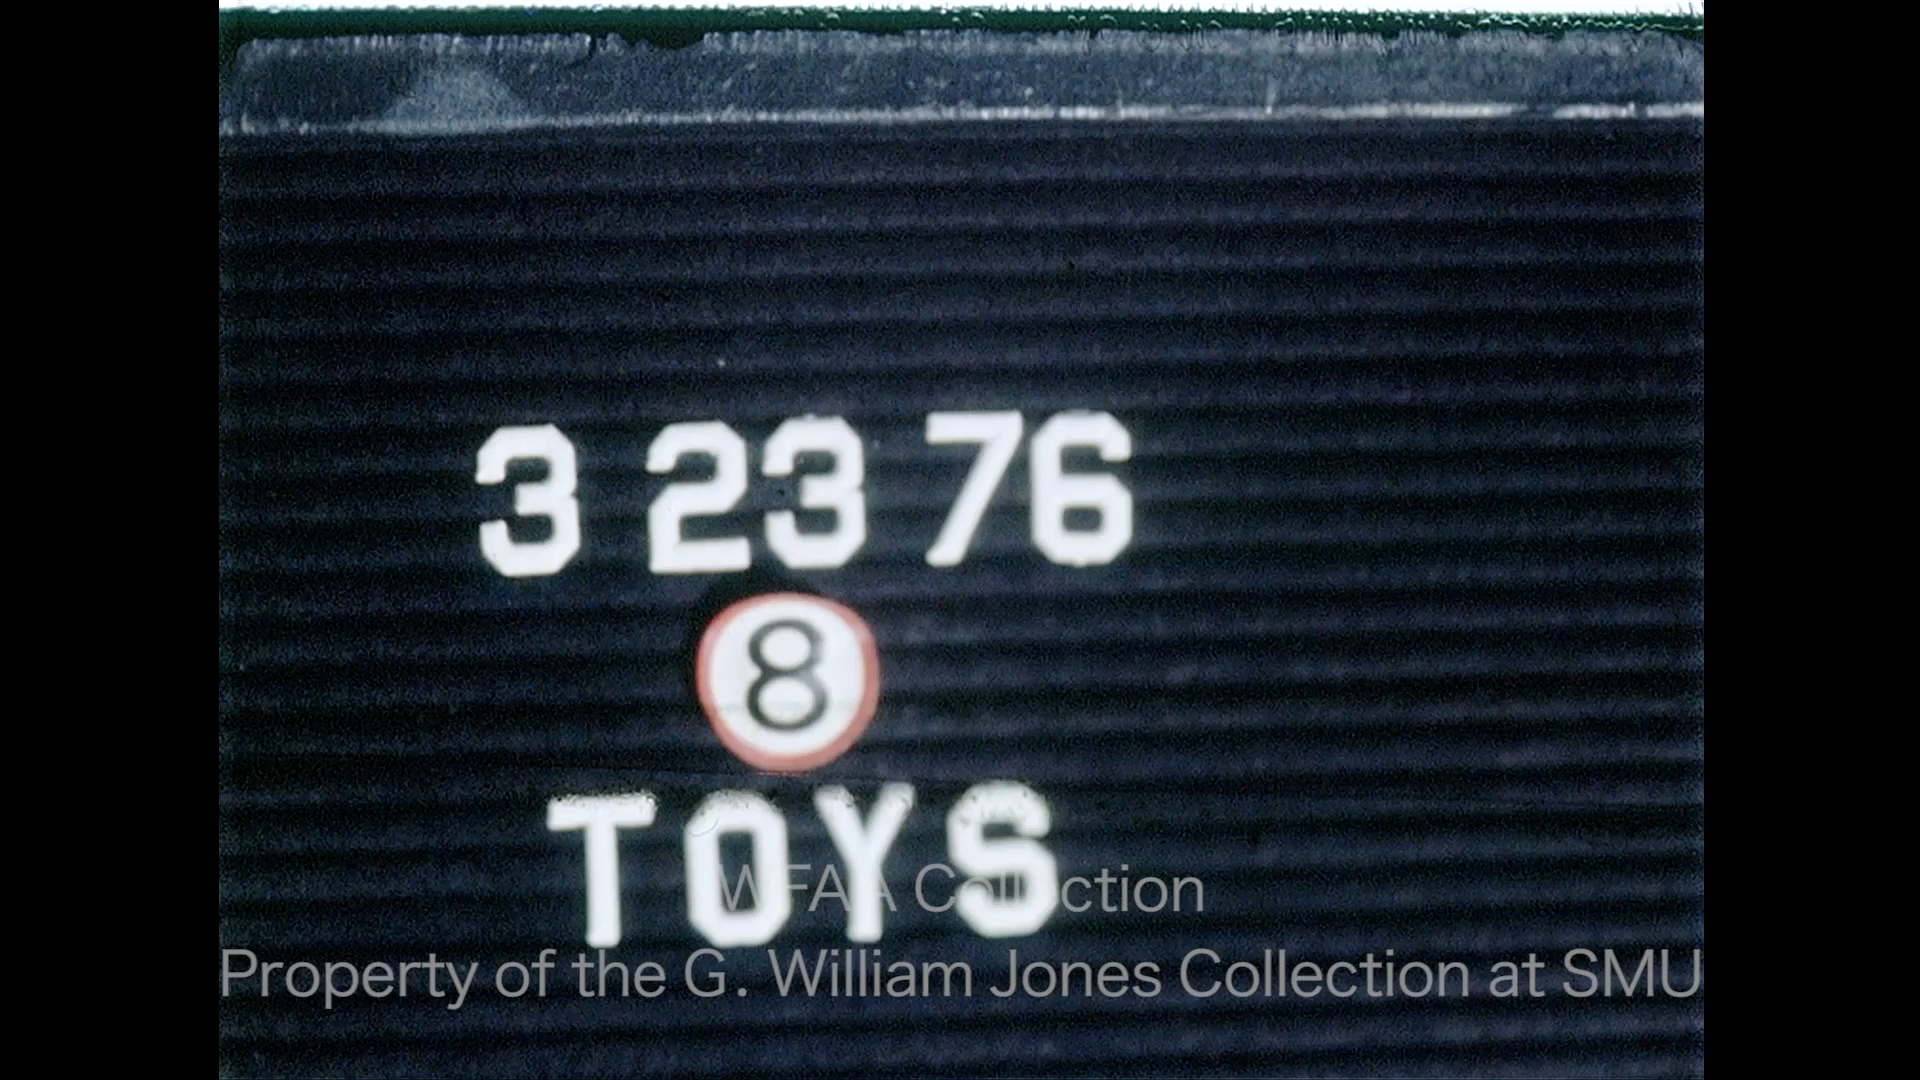 3 23 76
8
TOYS
WFAA Collection
Property of the G. William Jones Collection at SMU